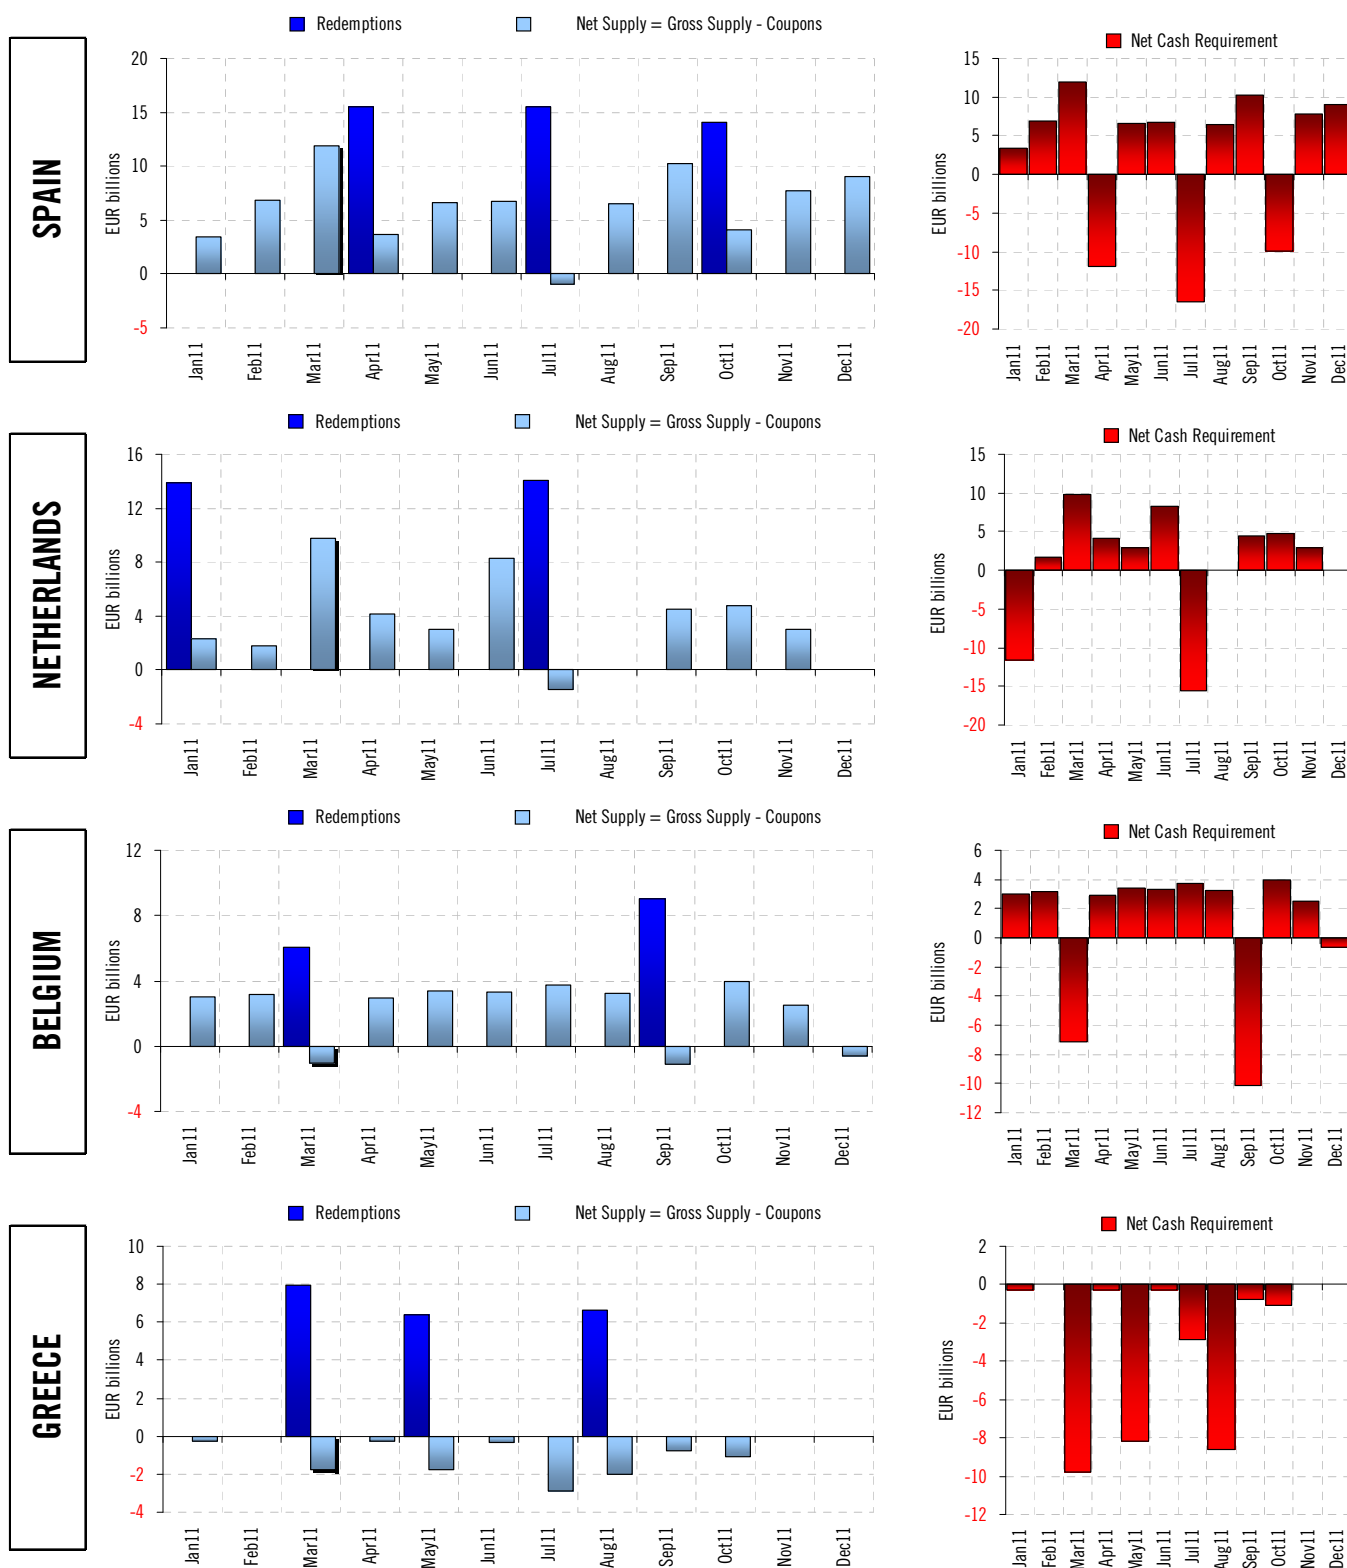 Redemptions Net Supply = Gross Supply - Coupons
Net Cash Requirement
SPAIN
EUR billions
20
15
10
5
0
-5
Jan11 Feb11 Mar11 Apr11 May11 Jun11 Jul11 Aug11 Sep11 Oct11 Nov11 Dec11
EUR billions
15
10
5
0
-5
-10
-15
-20
Jan11 Feb11 Mar11 Apr11 May11 Jun11 Jul11 Aug11 Sep11 Oct11 Nov11 Dec11
Redemptions Net Supply = Gross Supply - Coupons
Net Cash Requirement
NETHERLANDS
EUR billions
16
12
8
4
0
-4
Jan11 Feb11 Mar11 Apr11 May11 Jun11 Jul11 Aug11 Sep11 Oct11 Nov11 Dec11
EUR billions
15
10
5
0
-5
-10
-15
-20
Jan11 Feb11 Mar11 Apr11 May11 Jun11 Jul11 Aug11 Sep11 Oct11 Nov11 Dec11
Redemptions Net Supply = Gross Supply - Coupons
Net Cash Requirement
BELGIUM
EUR billions
12
8
4
0
-4
Jan11 Feb11 Mar11 Apr11 May11 Jun11 Jul11 Aug11 Sep11 Oct11 Nov11 Dec11
EUR billions
6
4
2
0
-2
-4
-6
-8
-10
-12
Jan11 Feb11 Mar11 Apr11 May11 Jun11 Jul11 Aug11 Sep11 Oct11 Nov11 Dec11
Redemptions Net Supply = Gross Supply - Coupons
Net Cash Requirement
GREECE
EUR billions
10
8
6
4
2
0
-2
-4
Jan11 Feb11 Mar11 Apr11 May11 Jun11 Jul11 Aug11 Sep11 Oct11 Nov11 Dec11
EUR billions
2
0
-2
-4
-6
-8
-10
-12
Jan11 Feb11 Mar11 Apr11 May11 Jun11 Jul11 Aug11 Sep11 Oct11 Nov11 Dec11